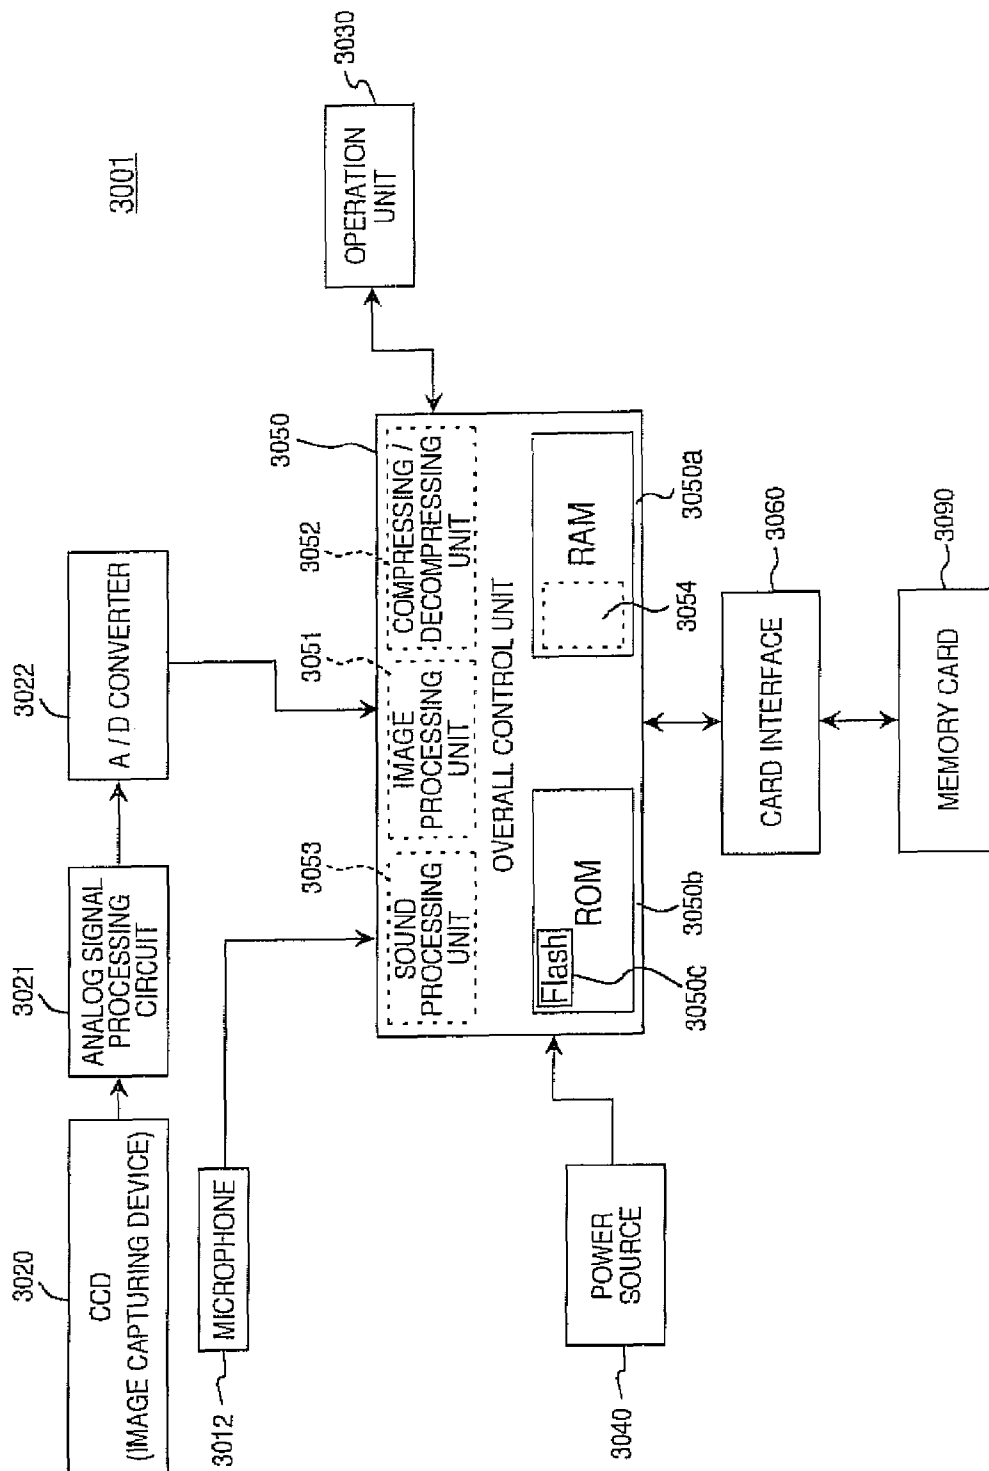 3001
3020
CCD
(IMAGE CAPTURING DEVICE)
3021
ANALOG SIGNAL
PROCESSING
CIRCUIT
3022
A / D CONVERTER
3012
MICROPHONE
3030
OPERATION
UNIT
3050
3053
SOUND
PROCESSING
UNIT
3051
IMAGE
PROCESSING
UNIT
3052
COMPRESSING /
DECOMPRESSING
UNIT
OVERALL CONTROL UNIT
Flash
ROM
3050c
3050b
RAM
3054
3050a
POWER
SOURCE
3040
CARD INTERFACE
3060
MEMORY CARD
3090